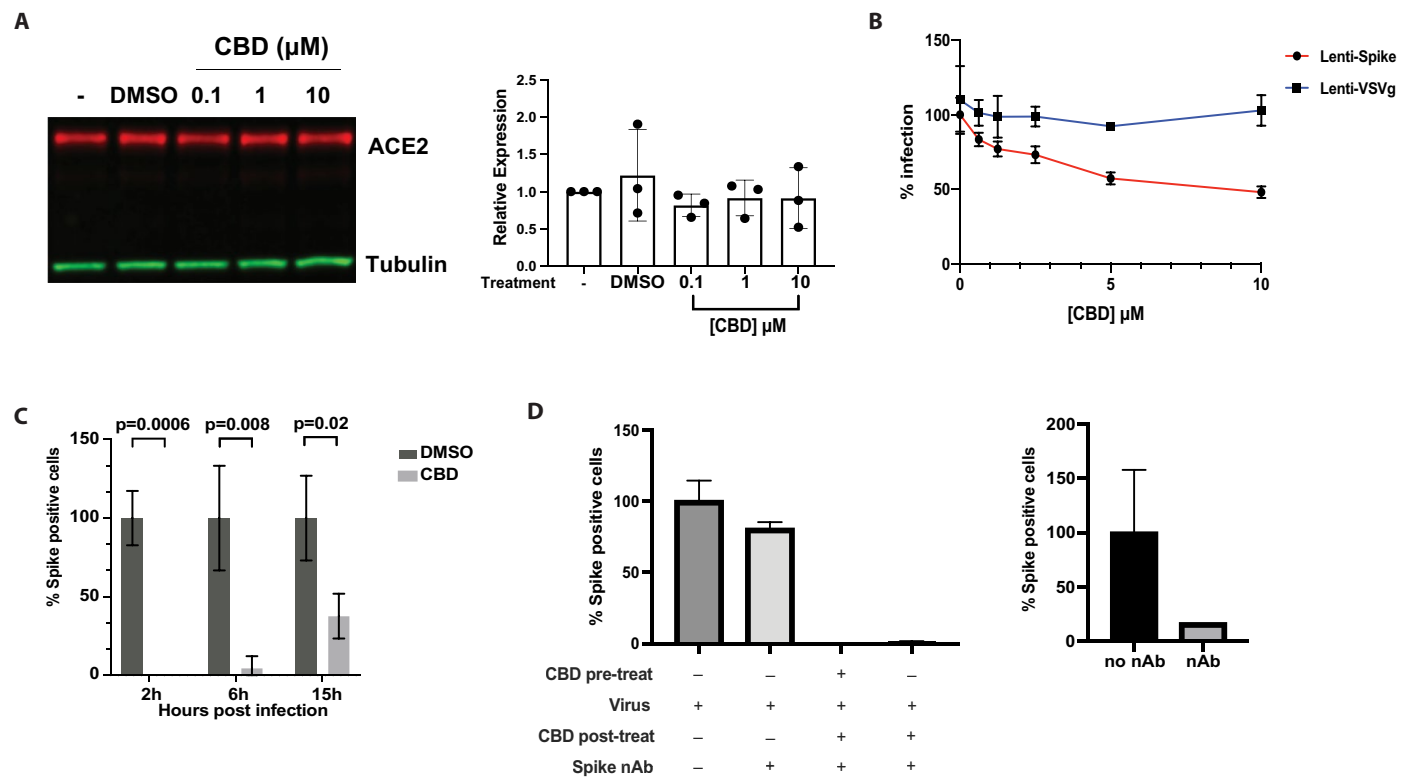 A
CBD (µM)
- DMSO 0.1 1 10
ACE2
Tubulin
Relative Expression
2.5
2.0
1.5
1.0
0.5
0.0
Treatment - DMSO 0.1 1 10
[CBD] µM
B
% infection
150
100
50
0
0 5 10
[CBD] µM
Lenti-Spike
Lenti-VSVg
C
p=0.0006 p=0.008 p=0.02
% Spike positive cells
150
100
50
0
2h 6h 15h
Hours post infection
DMSO
CBD
D
% Spike positive cells
150
100
50
0
CBD pre-treat – – + –
Virus + + + +
CBD post-treat – – + +
Spike nAb – + + +
% Spike positive cells
200
150
100
50
0
no nAb nAb